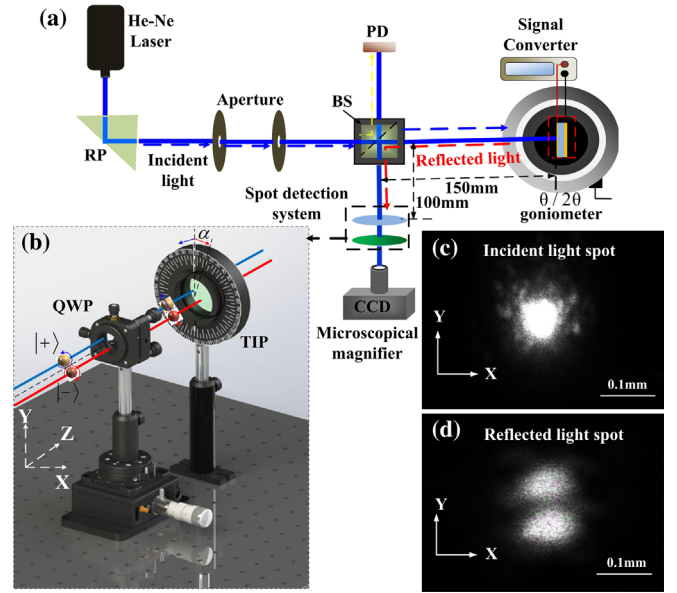 (a)
He-Ne
Laser
RP
Incident
light
Aperture
PD
BS
Signal
Converter
Reflected light
150mm
100mm
θ / 2θ
goniometer
Spot detection
system
CCD
Microscopical
magnifier
(b)
α
QWP
TIP
|+⟩
|−⟩
Y
Z
X
(c)
Incident light spot
Y
X
0.1mm
(d)
Reflected light spot
Y
X
0.1mm